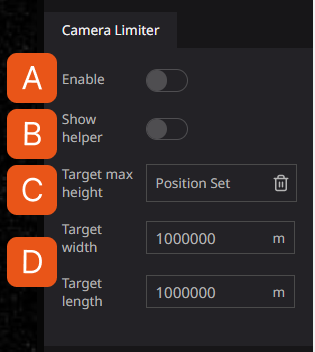 Camera Limiter
A
Enable
B
Show
helper
C
Target max
height
Position Set
D
Target
width
1000000 m
Target
length
1000000 m